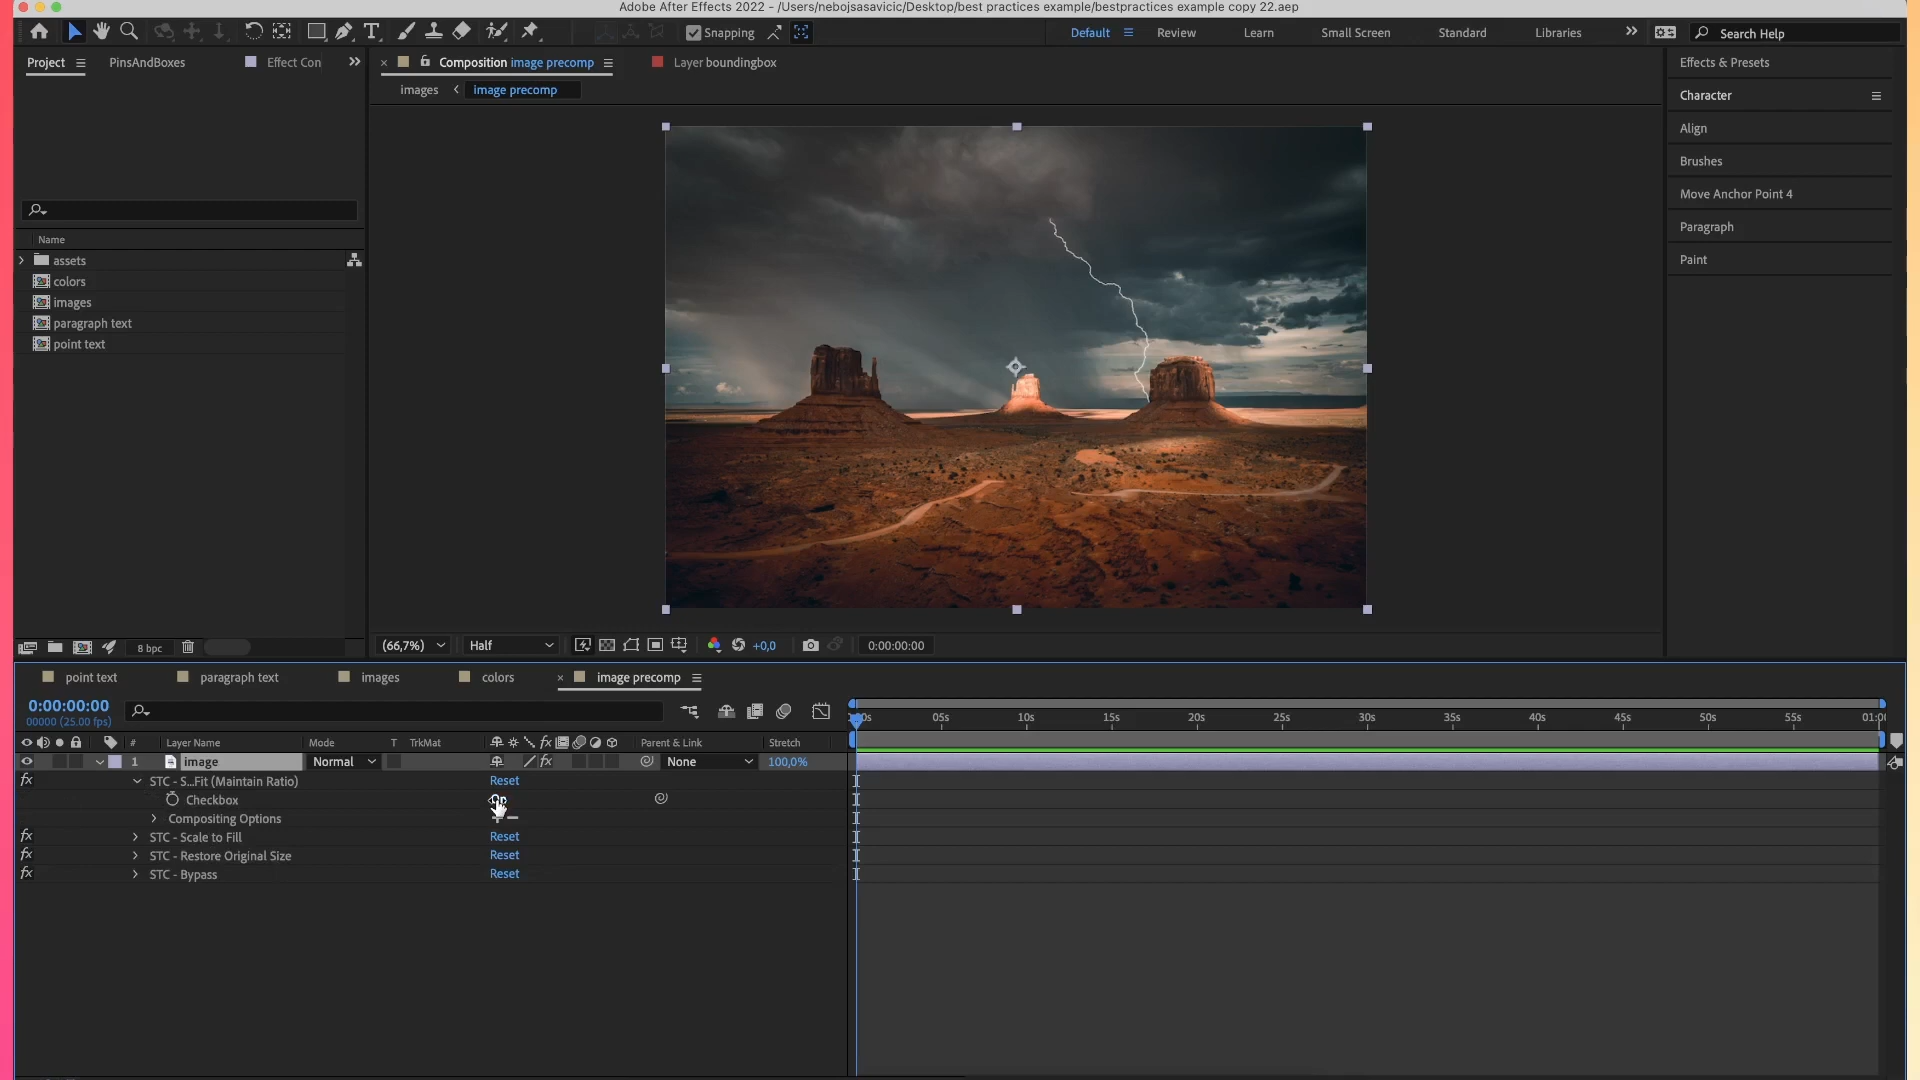 Adobe After Effects 2022 - /Users/nebojsasavicic/Desktop/best practices example/bestpractices example copy 22.aep
Snapping
Default
Review
Learn
Small Screen
Standard
Libraries
Search Help
Project
PinsAndBoxes
Effect Con
Composition image precomp
Layer boundingbox
images
image precomp
Effects & Presets
Character
Align
Brushes
Move Anchor Point 4
Paragraph
Paint
Name
assets
colors
images
paragraph text
point text
8 bpc
(66,7%)
Half
+0,0
0:00:00:00
point text
paragraph text
images
colors
image precomp
0:00:00:00
00000 (25.00 fps)
05s
10s
15s
20s
25s
30s
35s
40s
45s
50s
55s
# Layer Name Mode T TrkMat Parent & Link Stretch
1 image Normal None 100,0%
fx STC - S...Fit (Maintain Ratio) Reset
Checkbox
Compositing Options
fx STC - Scale to Fill Reset
fx STC - Restore Original Size Reset
fx STC - Bypass Reset